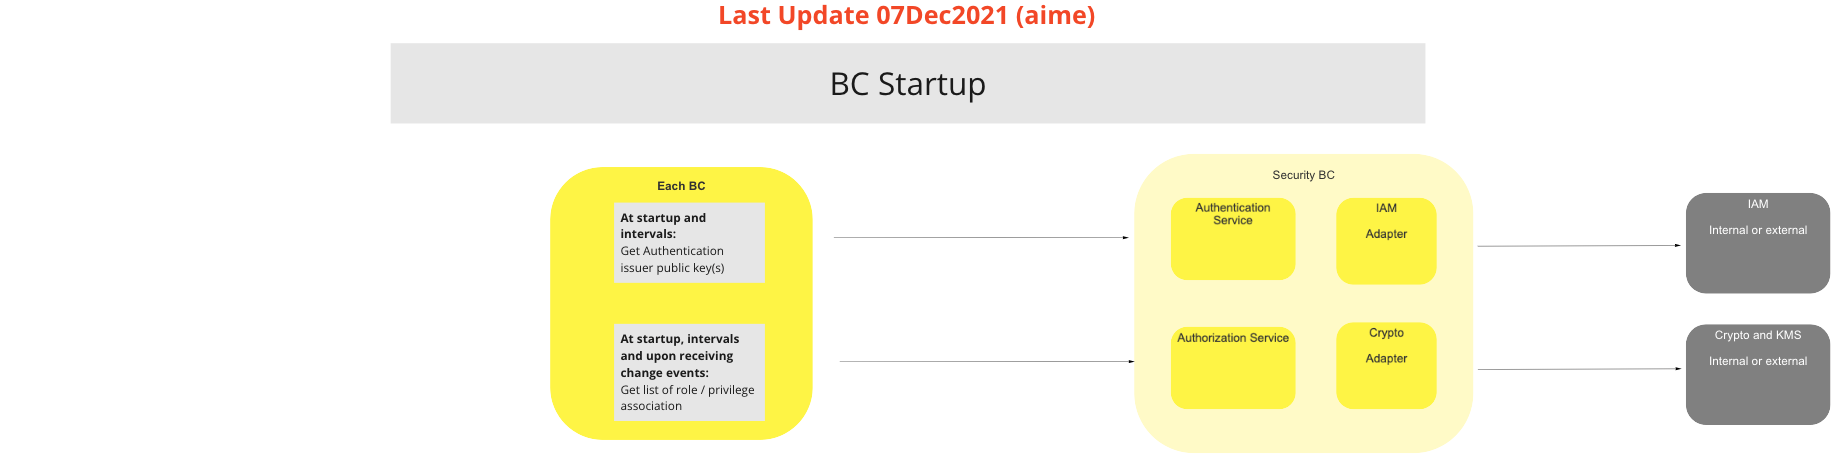 Last Update 07Dec2021 (aime)
BC Startup
Each BC
At startup and
intervals:
Get Authentication
issuer public key(s)
At startup, intervals
and upon receiving
change events:
Get list of role / privilege
association
Security BC
Authentication
Service
IAM
Adapter
Authorization Service
Crypto
Adapter
IAM
Internal or external
Crypto and KMS
Internal or external